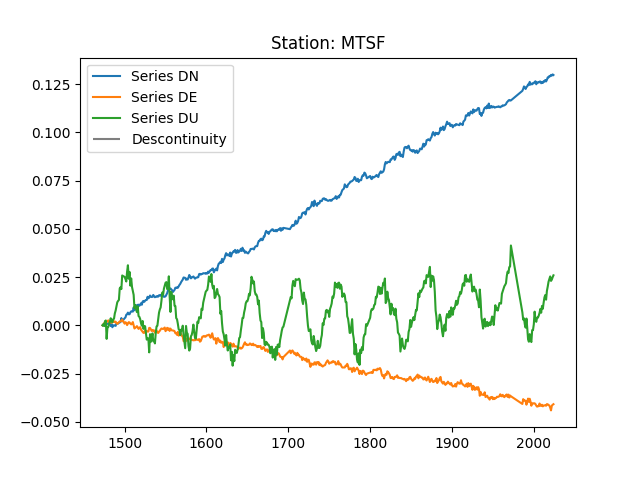 Station: MTSF
Series DN
Series DE
Series DU
Descontinuity
0.125
0.100
0.075
0.050
0.025
0.000
−0.025
−0.050
1500 1600 1700 1800 1900 2000